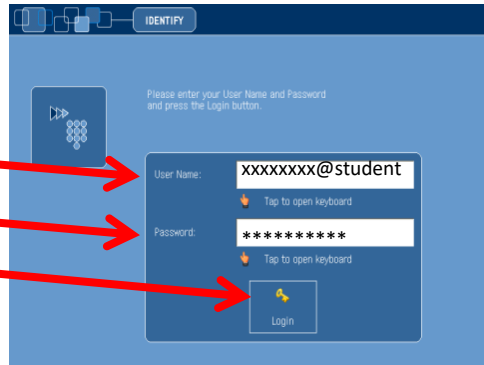 IDENTIFY
Please enter your User Name and Password
and press the Login button.
User Name:
xxxxxxxx@student
Tap to open keyboard
Password:
**********
Tap to open keyboard
Login